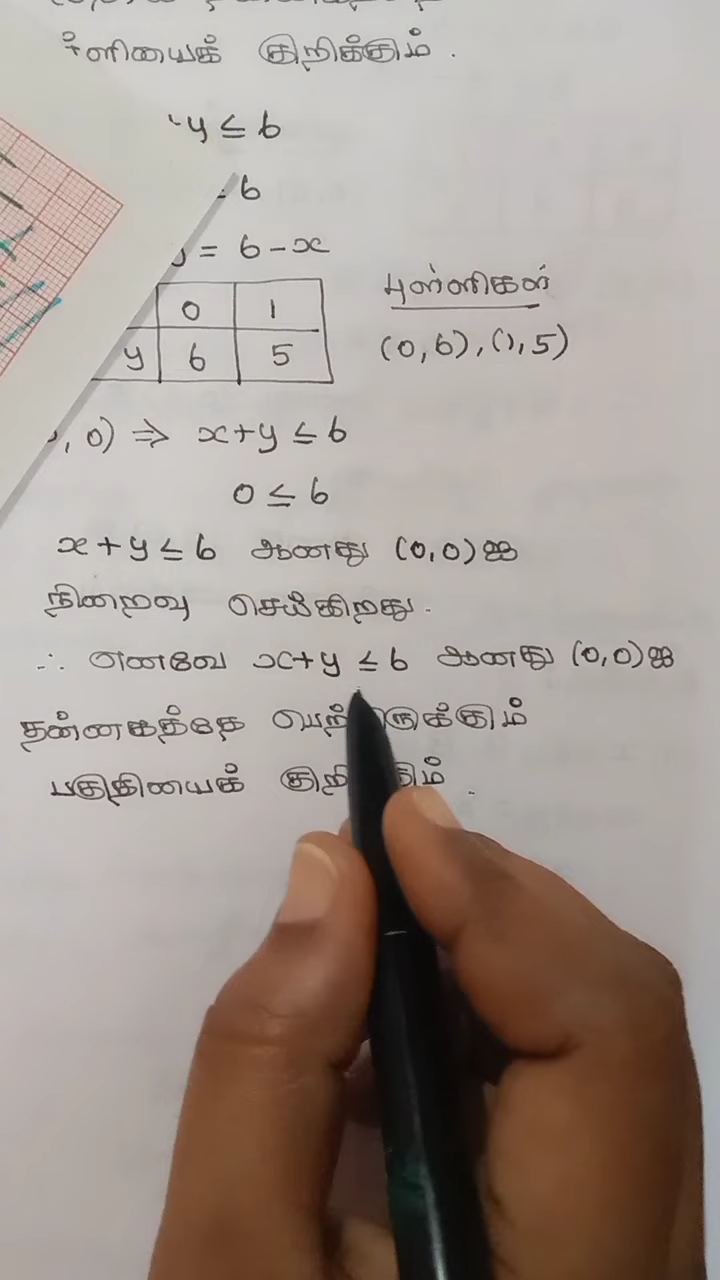 குறிக்கும்.
y ≤ 6
= 6
y = 6 - x
0 1
y 6 5
புள்ளிகள்
(0,6), (1,5)
, 0) ⇒ x+y ≤ 6
0 ≤ 6
x + y ≤ 6 ஆனது (0,0)ஐ
நிறைவு செய்கிறது.
∴ எனவே x+y ≤ 6 ஆனது (0,0)ஐ
தன்னகத்தே
பகுதியைக்